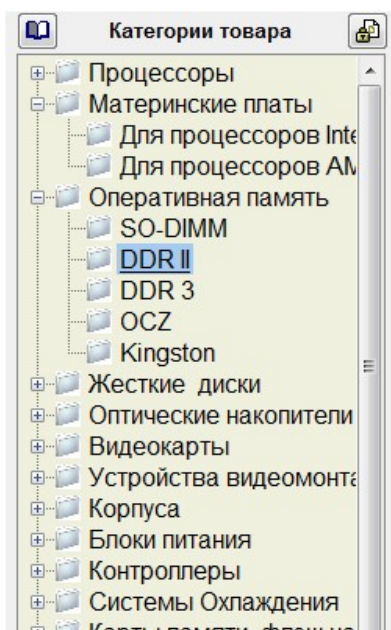 Категории товара
Процессоры
Материнские платы
Для процессоров Inte
Для процессоров AM
Оперативная память
SO-DIMM
DDR II
DDR 3
OCZ
Kingston
Жесткие диски
Оптические накопители
Видеокарты
Устройства видеомонта
Корпуса
Блоки питания
Контроллеры
Системы Охлаждения